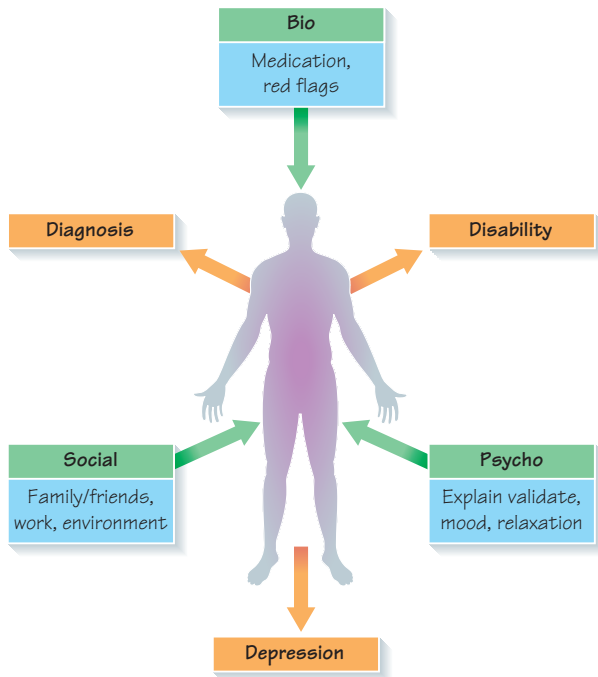 Bio
Medication,
red flags
Diagnosis
Disability
Social
Family/friends,
work, environment
Psycho
Explain validate,
mood, relaxation
Depression